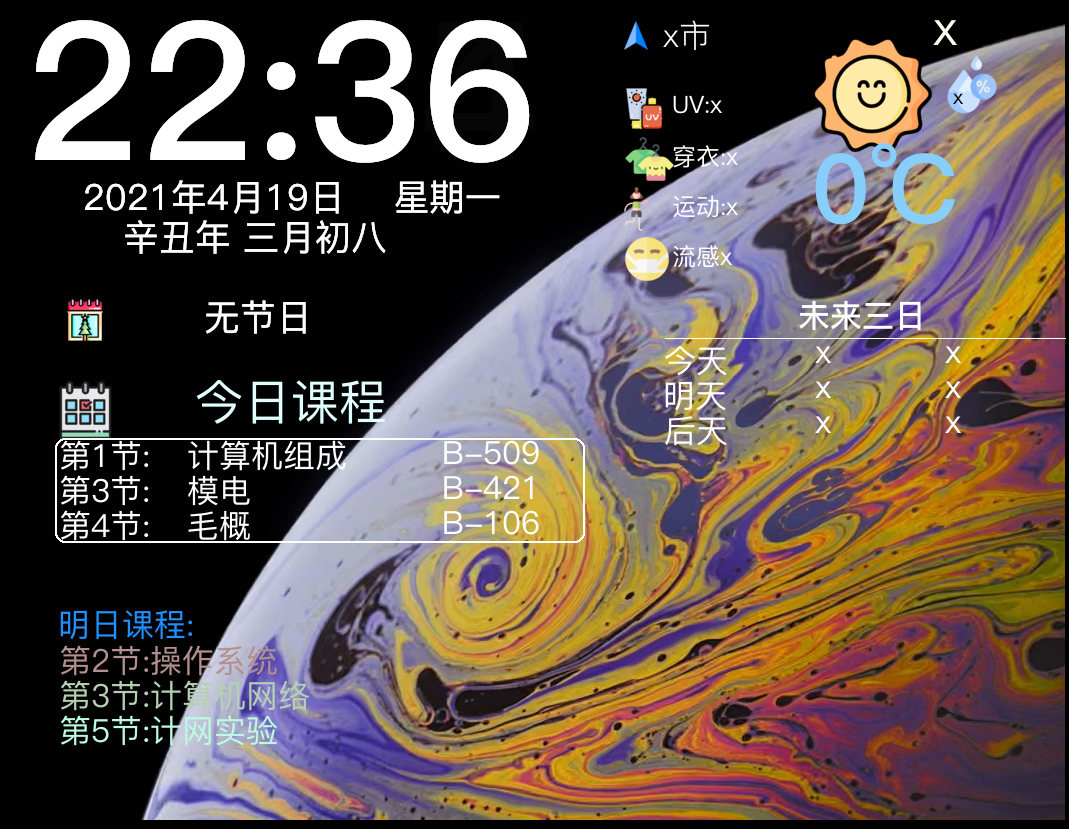 22:36
2021年4月19日 星期一
辛丑年 三月初八
无节日
今日课程
第1节: 计算机组成 B-509
第3节: 模电 B-421
第4节: 毛概 B-106
明日课程:
第2节:操作系统
第3节:计算机网络
第5节:计网实验
x市
X
UV:x
UV
x
%
穿衣:x
运动:x
流感x
0°C
未来三日
今天 x x
明天 x x
后天 x x